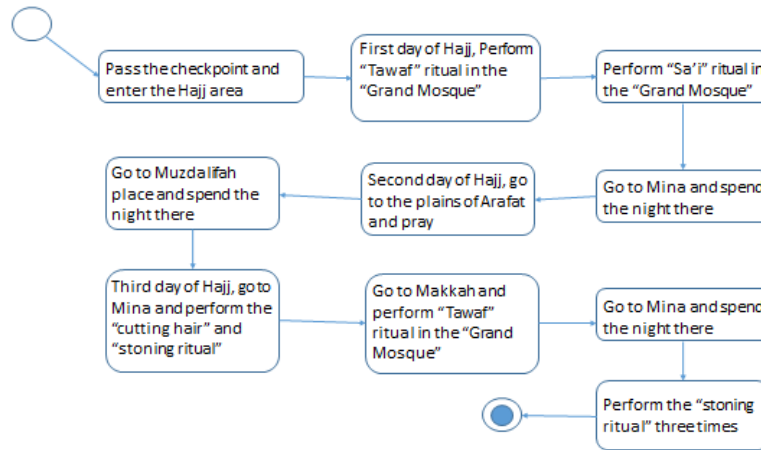 Pass the checkpoint and
enter the Hajj area
First day of Hajj, Perform
“Tawaf” ritual in the
“Grand Mosque”
Perform “Sa’i” ritual in
the “Grand Mosque”
Go to Mina and spend
the night there
Second day of Hajj, go
to the plains of Arafat
and pray
Go to Muzdalifah
place and spend the
night there
Third day of Hajj, go to
Mina and perform the
“cutting hair” and
“stoning ritual”
Go to Makkah and
perform “Tawaf”
ritual in the “Grand
Mosque”
Go to Mina and spend
the night there
Perform the “stoning
ritual” three times